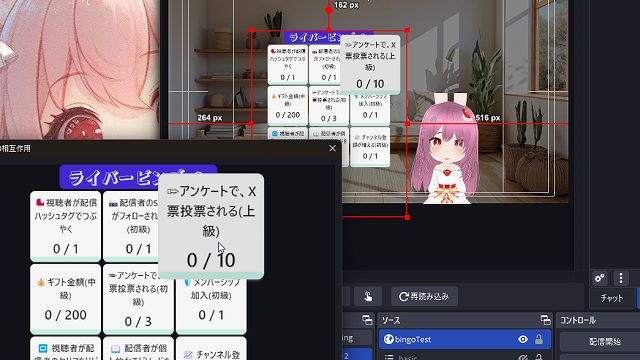 162 px
264 px
516 px
ライバービンゴ
視聴者が配信
ハッシュタグでつぶ
やく
0 / 1
配信者のS
がフォローされ
(初級)
0 / 1
アンケートで、X
票投票される(上
級)
0 / 10
ギフト金額(中
級)
0 / 200
アンケートで、X
票投票される(初
級)
0 / 3
メンバーシップ
加入(初級)
0 / 1
視聴者が配
配信者が個
チャンネル登
録が増える(初級)
0 / 1
の相互作用
ライバービンゴ
視聴者が配信
ハッシュタグでつぶ
やく
0 / 1
配信者のS
がフォローされ
(初級)
0 / 1
アンケートで、X
票投票される(上
級)
0 / 10
ギフト金額(中
級)
0 / 200
アンケートで、X
票投票される(初
級)
0 / 3
メンバーシップ
加入(初級)
0 / 1
視聴者が配
配信者が個
チャンネル登
再読み込み
ing
2
ソース
bingoTest
basic
チャット
コントロール
配信開始